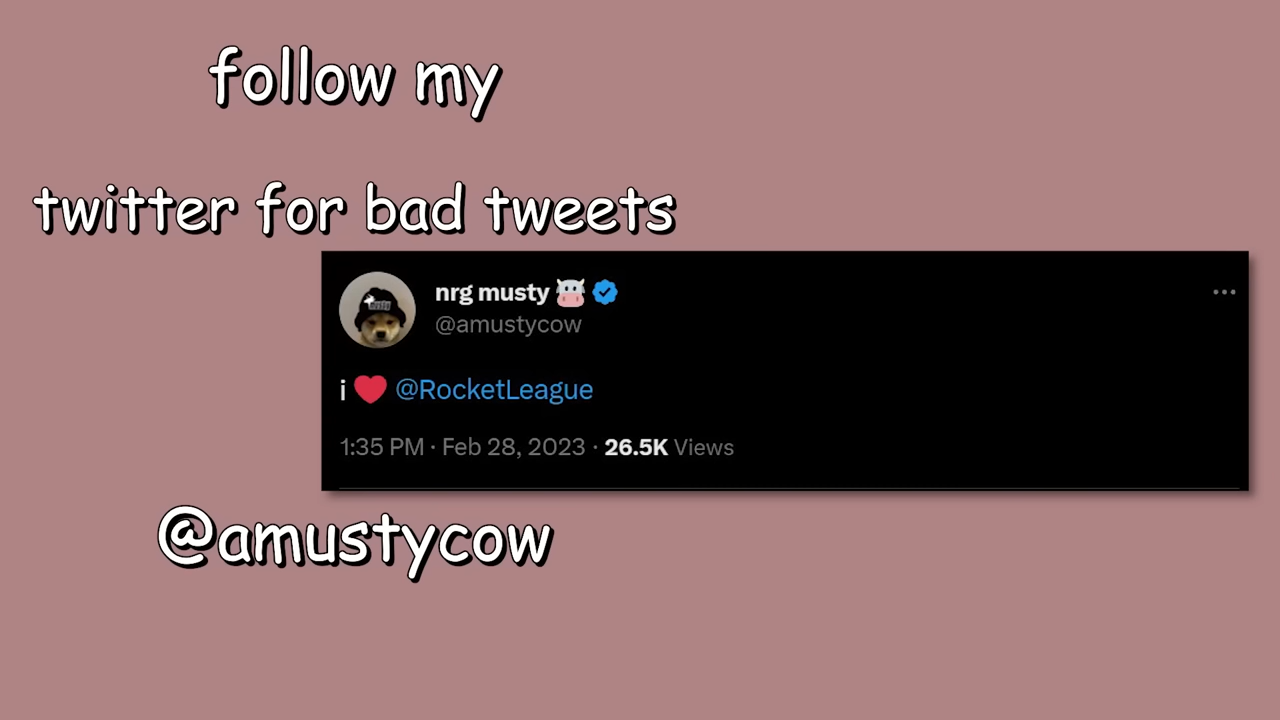 follow my
twitter for bad tweets
nrg musty 🐮
@amustycow
i ❤️ @RocketLeague
1:35 PM · Feb 28, 2023 · 26.5K Views
@amustycow